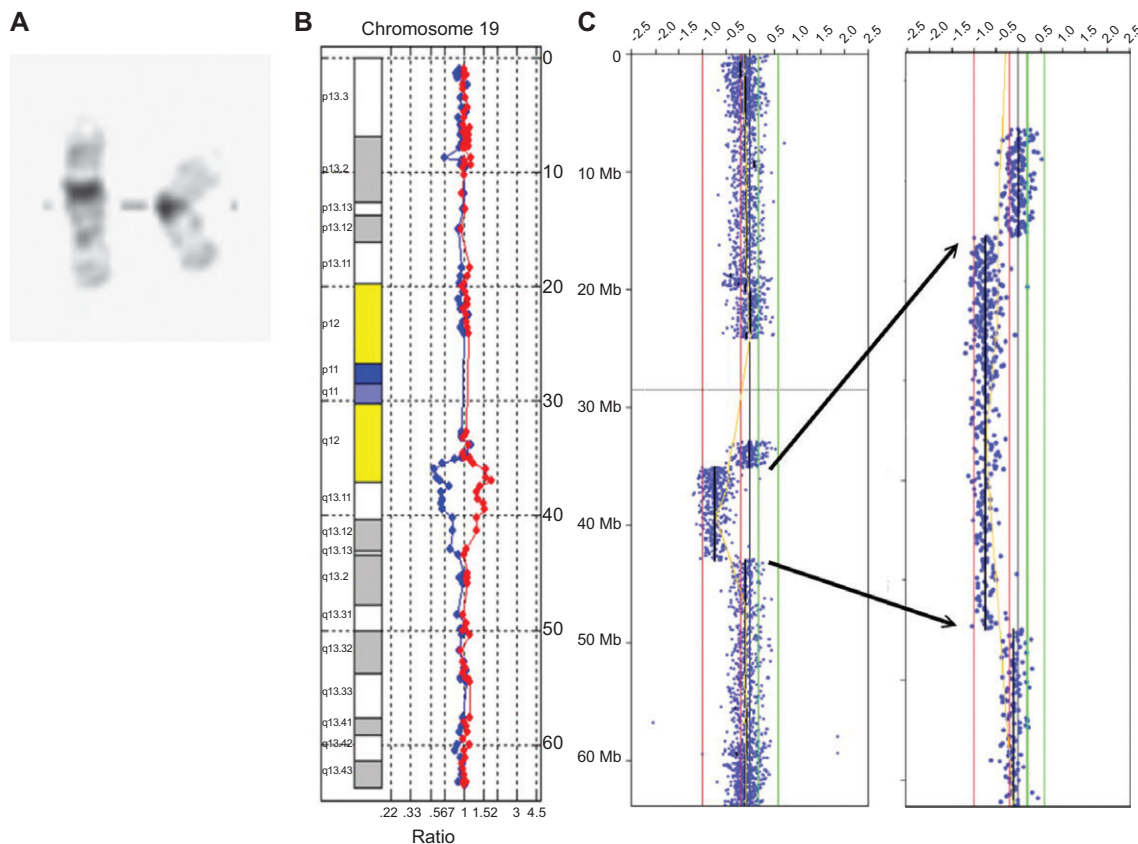 A
B
C
Chromosome 19
p13.3
p13.2
p13.13
p13.12
p13.11
p12
p11
q11
q12
q13.11
q13.12
q13.13
q13.2
q13.31
q13.32
q13.33
q13.41
q13.42
q13.43
0
10
20
30
40
50
60
.22 .33 .567 1 1.52 3 4.5
Ratio
-2.5 -1.5 -1.0 -0.5 0 0.5 1.0 1.5 2.0 2.5
0
10 Mb
20 Mb
30 Mb
40 Mb
50 Mb
60 Mb
-2.5 -2.0 -1.5 -1.0 -0.5 0 0.5 1.0 1.5 2.0 2.5